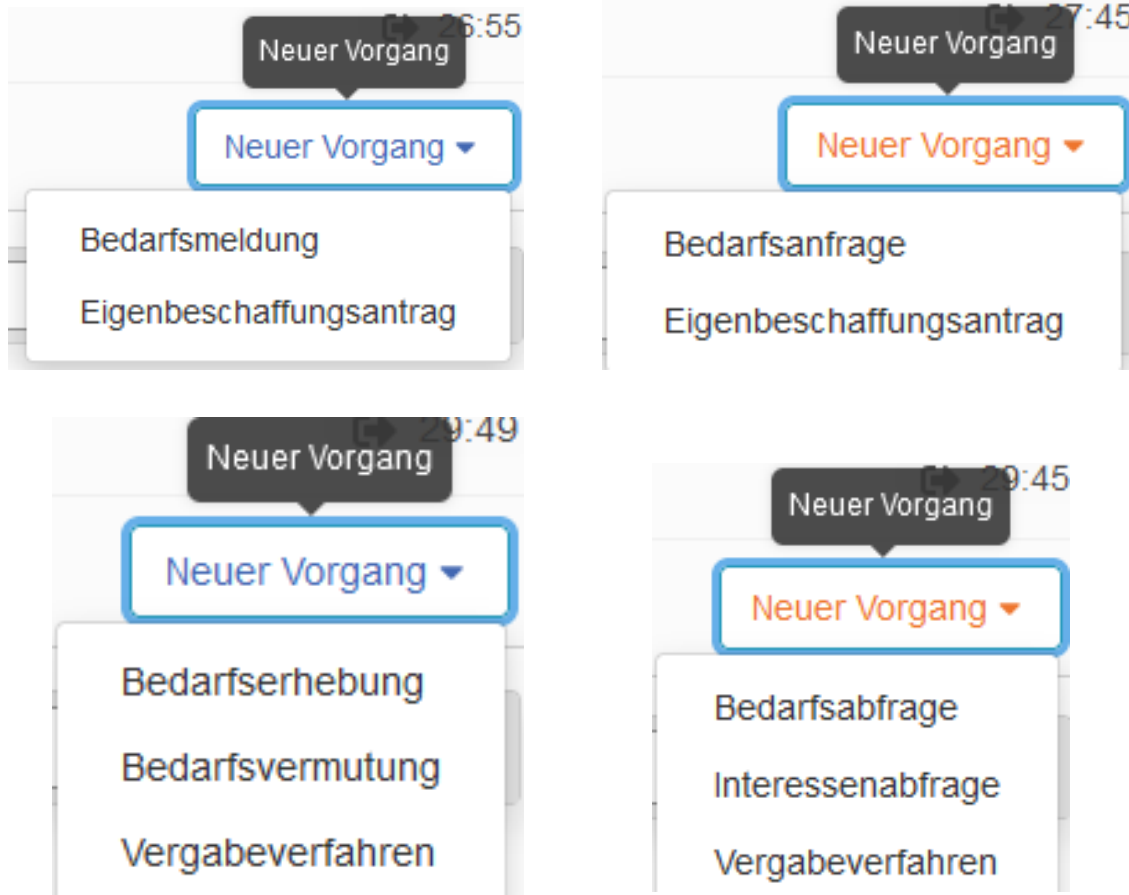 26:55
Neuer Vorgang
Neuer Vorgang
Bedarfsmeldung
Eigenbeschaffungsantrag
27:45
Neuer Vorgang
Neuer Vorgang
Bedarfsanfrage
Eigenbeschaffungsantrag
29:49
Neuer Vorgang
Neuer Vorgang
Bedarfserhebung
Bedarfsvermutung
Vergabeverfahren
29:45
Neuer Vorgang
Neuer Vorgang
Bedarfsabfrage
Interessenabfrage
Vergabeverfahren